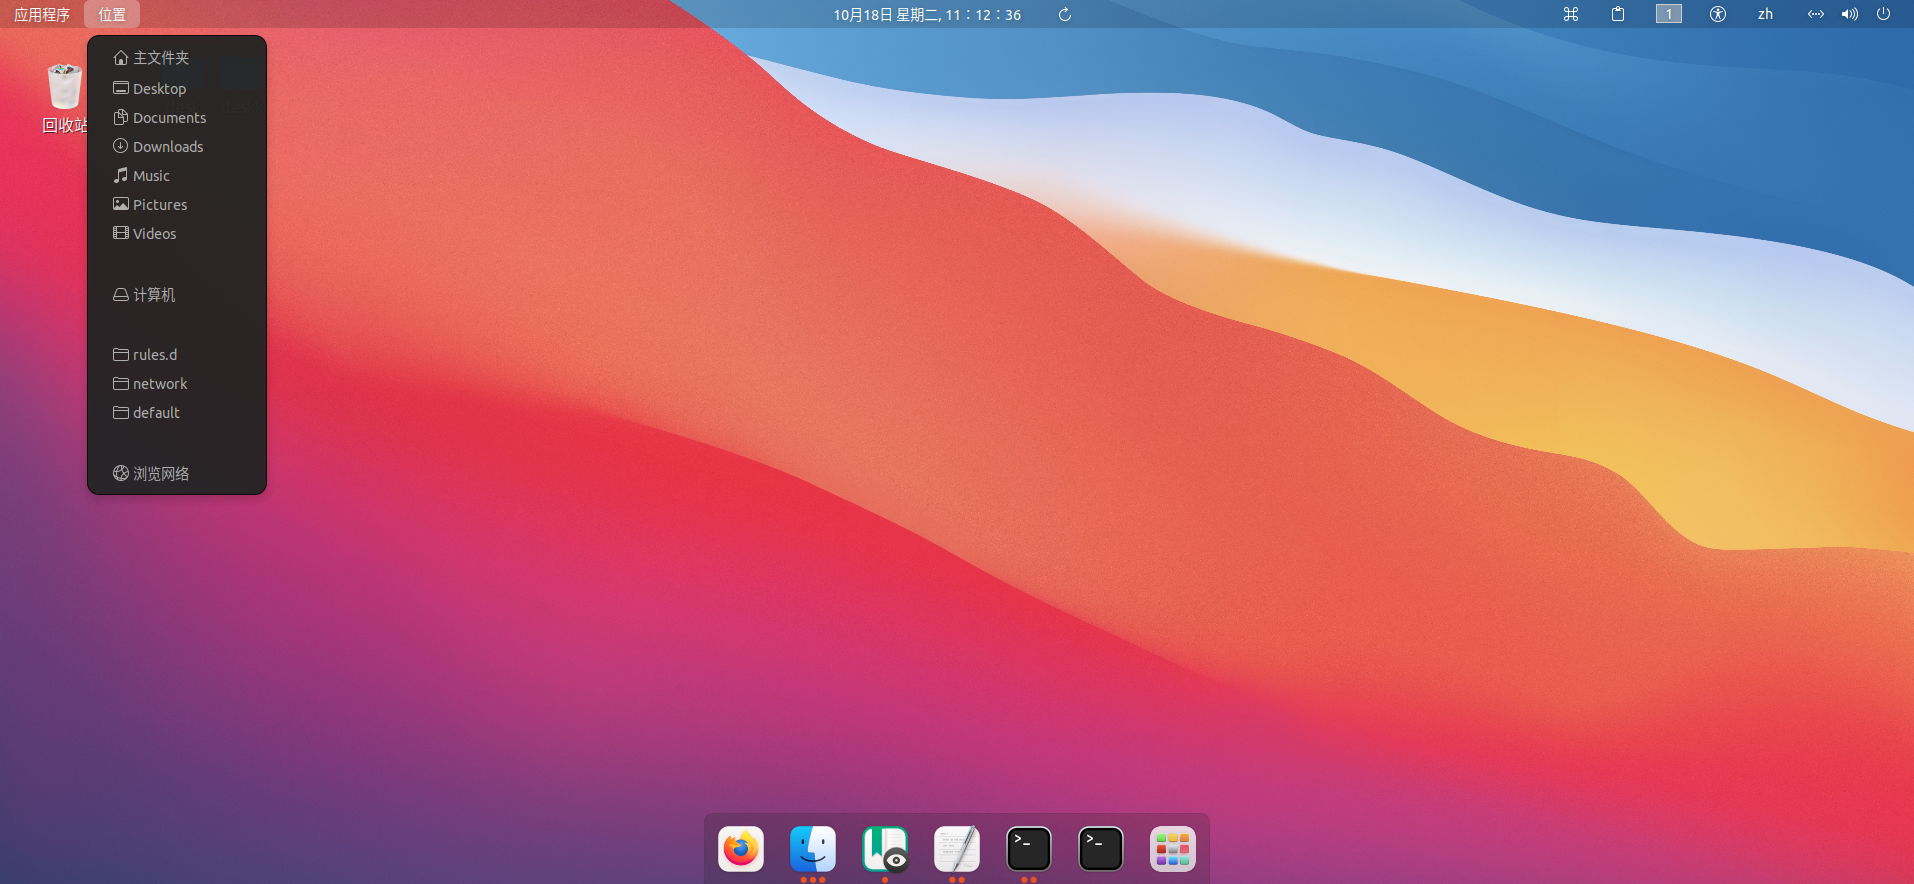 应用程序 位置 10月18日 星期二, 11：12：36 1 zh
回收站
主文件夹
Desktop
Documents
Downloads
Music
Pictures
Videos
计算机
rules.d
network
default
浏览网络
>_ >_